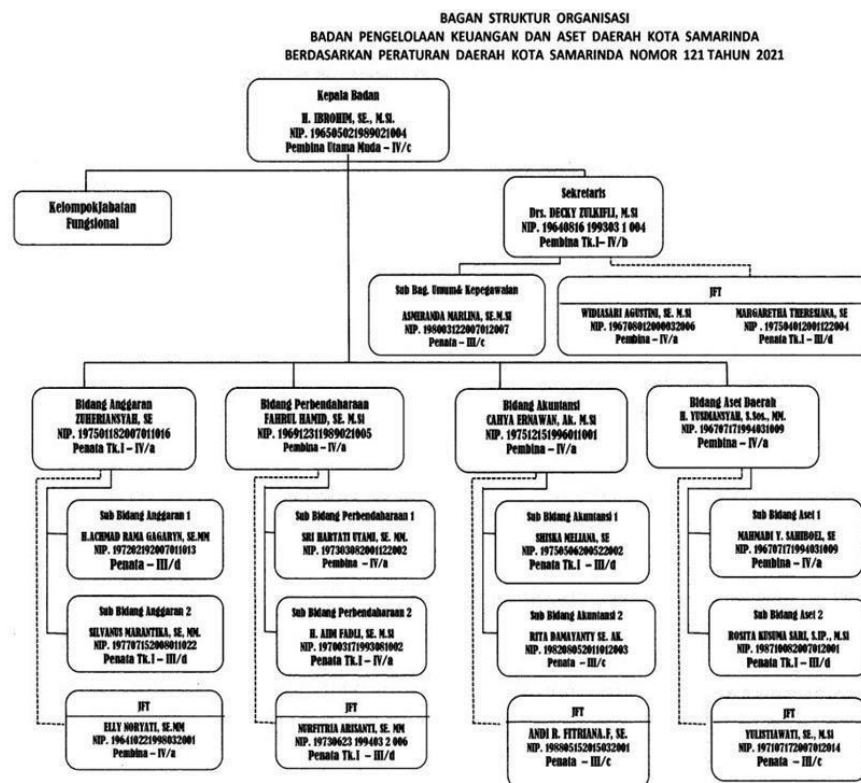 BAGAN STRUKTUR ORGANISASI
BADAN PENGELOLAAN KEUANGAN DAN ASET DAERAH KOTA SAMARINDA
BERDASARKAN PERATURAN DAERAH KOTA SAMARINDA NOMOR 121 TAHUN 2021
Kepala Badan
H. IBROHIM, SE., M.Si.
NIP. 196505021989021004
Pembina Utama Muda – IV/c
KelompokJabatan
Fungsional
Sekretaris
Drs. DECKY ZULKIFLI, M.SI
NIP. 19640816 199303 1 004
Pembina Tk.I– IV/b
Sub Bag. Umum& Kepegawaian
ASMIRANDA MARLINA, SE.M.SI
NIP. 198003122007012007
Penata – III/c
JFT
WIDIASARI AGUSTINI, SE. M.SI
NIP. 196708012000032006
Pembina – IV/a
MARGARETHA THERESIANA, SE
NIP . 197504012001122004
Penata Tk.I – III/d
Bidang Anggaran
ZUHERIANSYAH, SE
NIP. 197501182007011016
Penata Tk.I – IV/a
Bidang Perbendaharaan
FAHRUL HAMID, SE. M.SI
NIP. 196912311989021005
Pembina – IV/a
Bidang Akuntansi
CAHYA ERNAWAN, Ak. M.SI
NIP. 197512151996011001
Pembina – IV/a
Bidang Aset Daerah
H. YUSDIANSYAH, S.Sos., MM.
NIP. 196707171994031009
Pembina – IV/a
Sub Bidang Anggaran 1
H.ACHMAD RAMA GAGARYN, SE.MM
NIP. 197202192007011013
Penata – III/d
Sub Bidang Perbendaharaan 1
SRI HARYATI UTAMI, SE. MM.
NIP. 197303082001122002
Pembina – IV/a
Sub Bidang Akuntansi 1
SHISKA MELIANA, SE
NIP. 19750506200522002
Penata Tk.I – III/d
Sub Bidang Aset 1
MAHMADI Y. SAHIBOEL, SE
NIP. 196707171994031009
Pembina – IV/a
Sub Bidang Anggaran 2
SILVANUS MARANTIKA, SE, MM.
NIP. 197707152008011022
Penata Tk.I – III/d
Sub Bidang Perbendaharaan 2
H. AIDI FADLI, SE. M.SI
NIP. 197003171993081002
Penata Tk.I – IV/a
Sub Bidang Akuntansi 2
RITA DAMAYANTY SE. AK.
NIP. 198208052011012003
Penata – III/c
Sub Bidang Aset 2
ROSITA KUSUMA SARI, S.IP., M.SI
NIP. 198710082007012001
Penata Tk.I – III/d
JFT
ELLY NORYATI, SE.MM
NIP. 196410221998032001
Pembina – IV/a
JFT
NURFITRIA ARISANTI, SE. MM
NIP. 19730623 199403 2 006
Penata Tk.I – III/d
JFT
ANDI R. FITRIANA.F, SE.
NIP. 198805152015032001
Penata – III/c
JFT
YULISTIAWATI, SE., M.SI
NIP. 197107172007012014
Penata – III/c